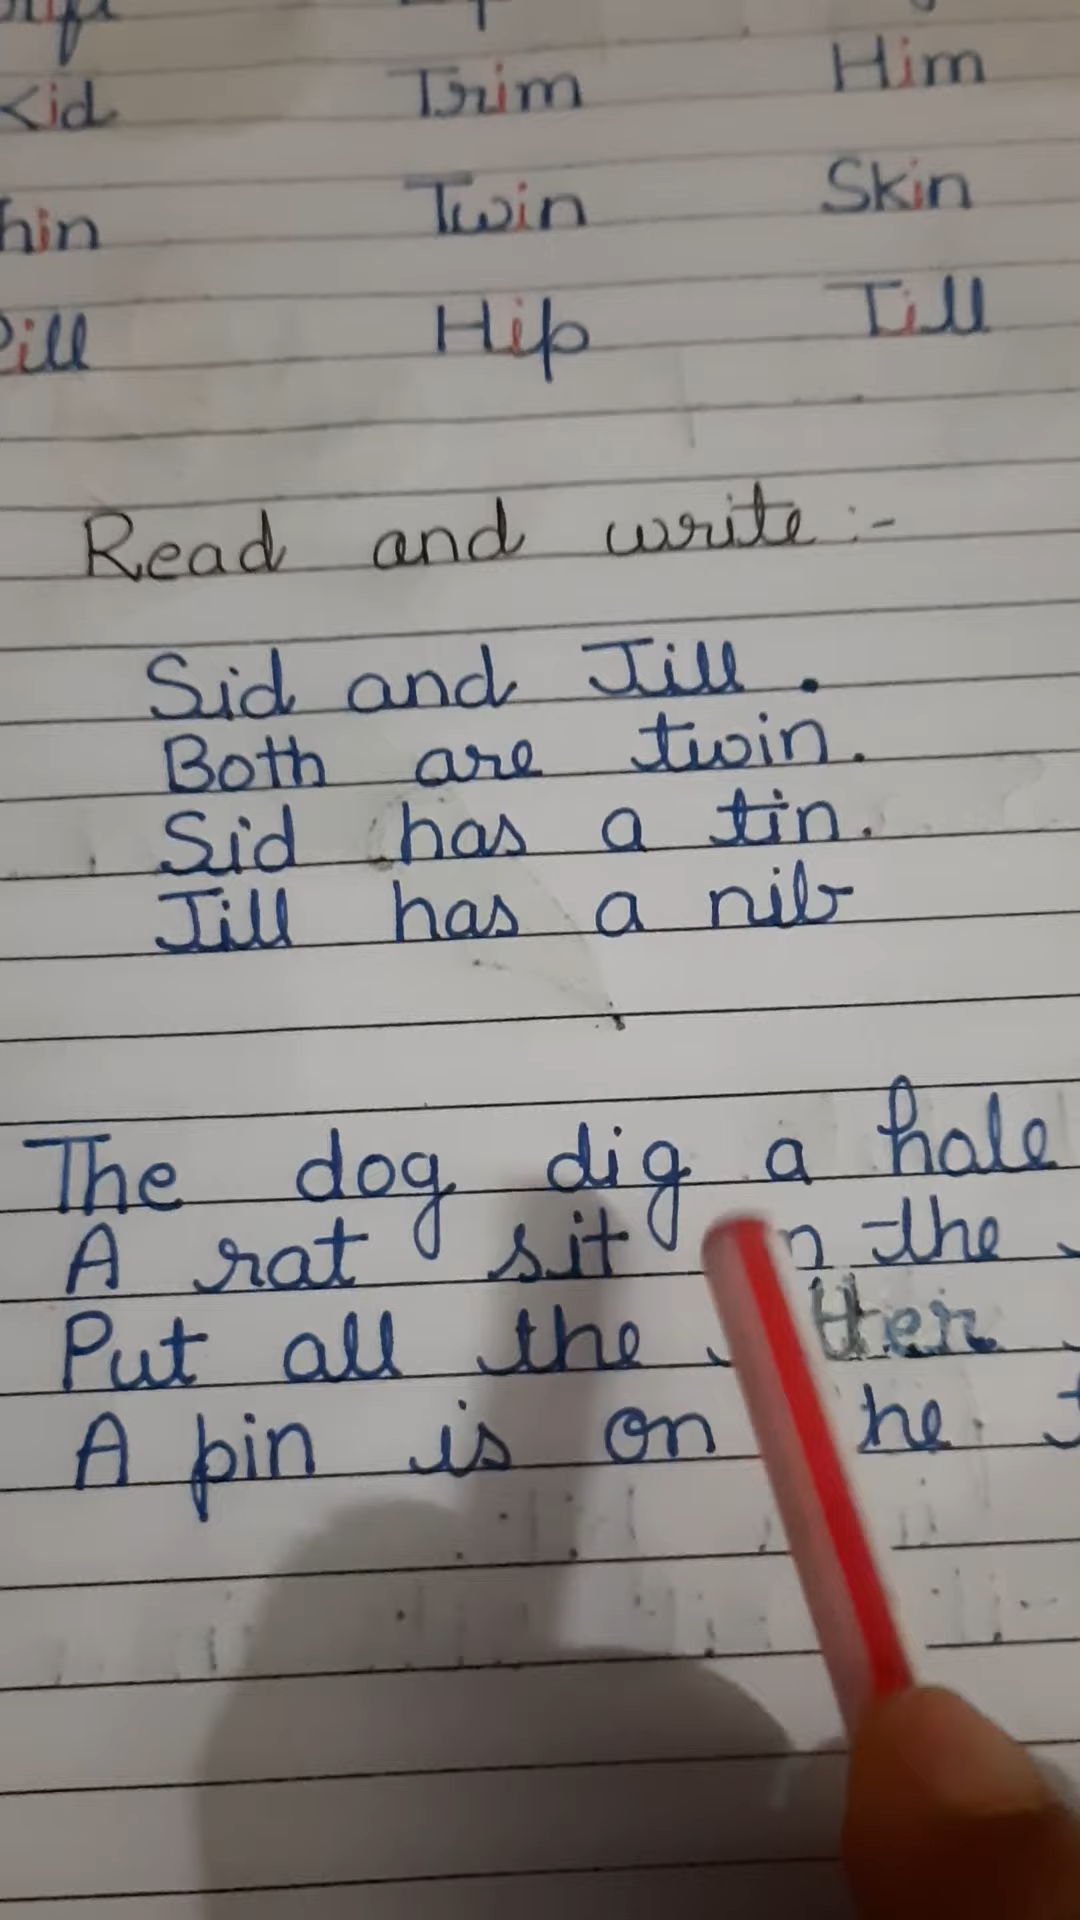 Kid Trim Him
hin Twin Skin
Pill Hip Till
Read and write :-
Sid and Jill .
Both are twin.
Sid has a tin.
Jill has a nib
The dog dig a hole
A rat sit the
Put all the
A pin is on